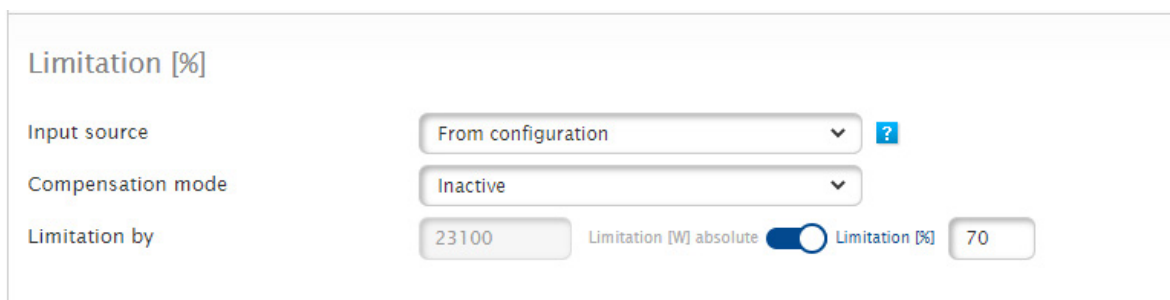 Limitation [%]
Input source From configuration ?
Compensation mode Inactive
Limitation by 23100 Limitation [W] absolute Limitation [%] 70